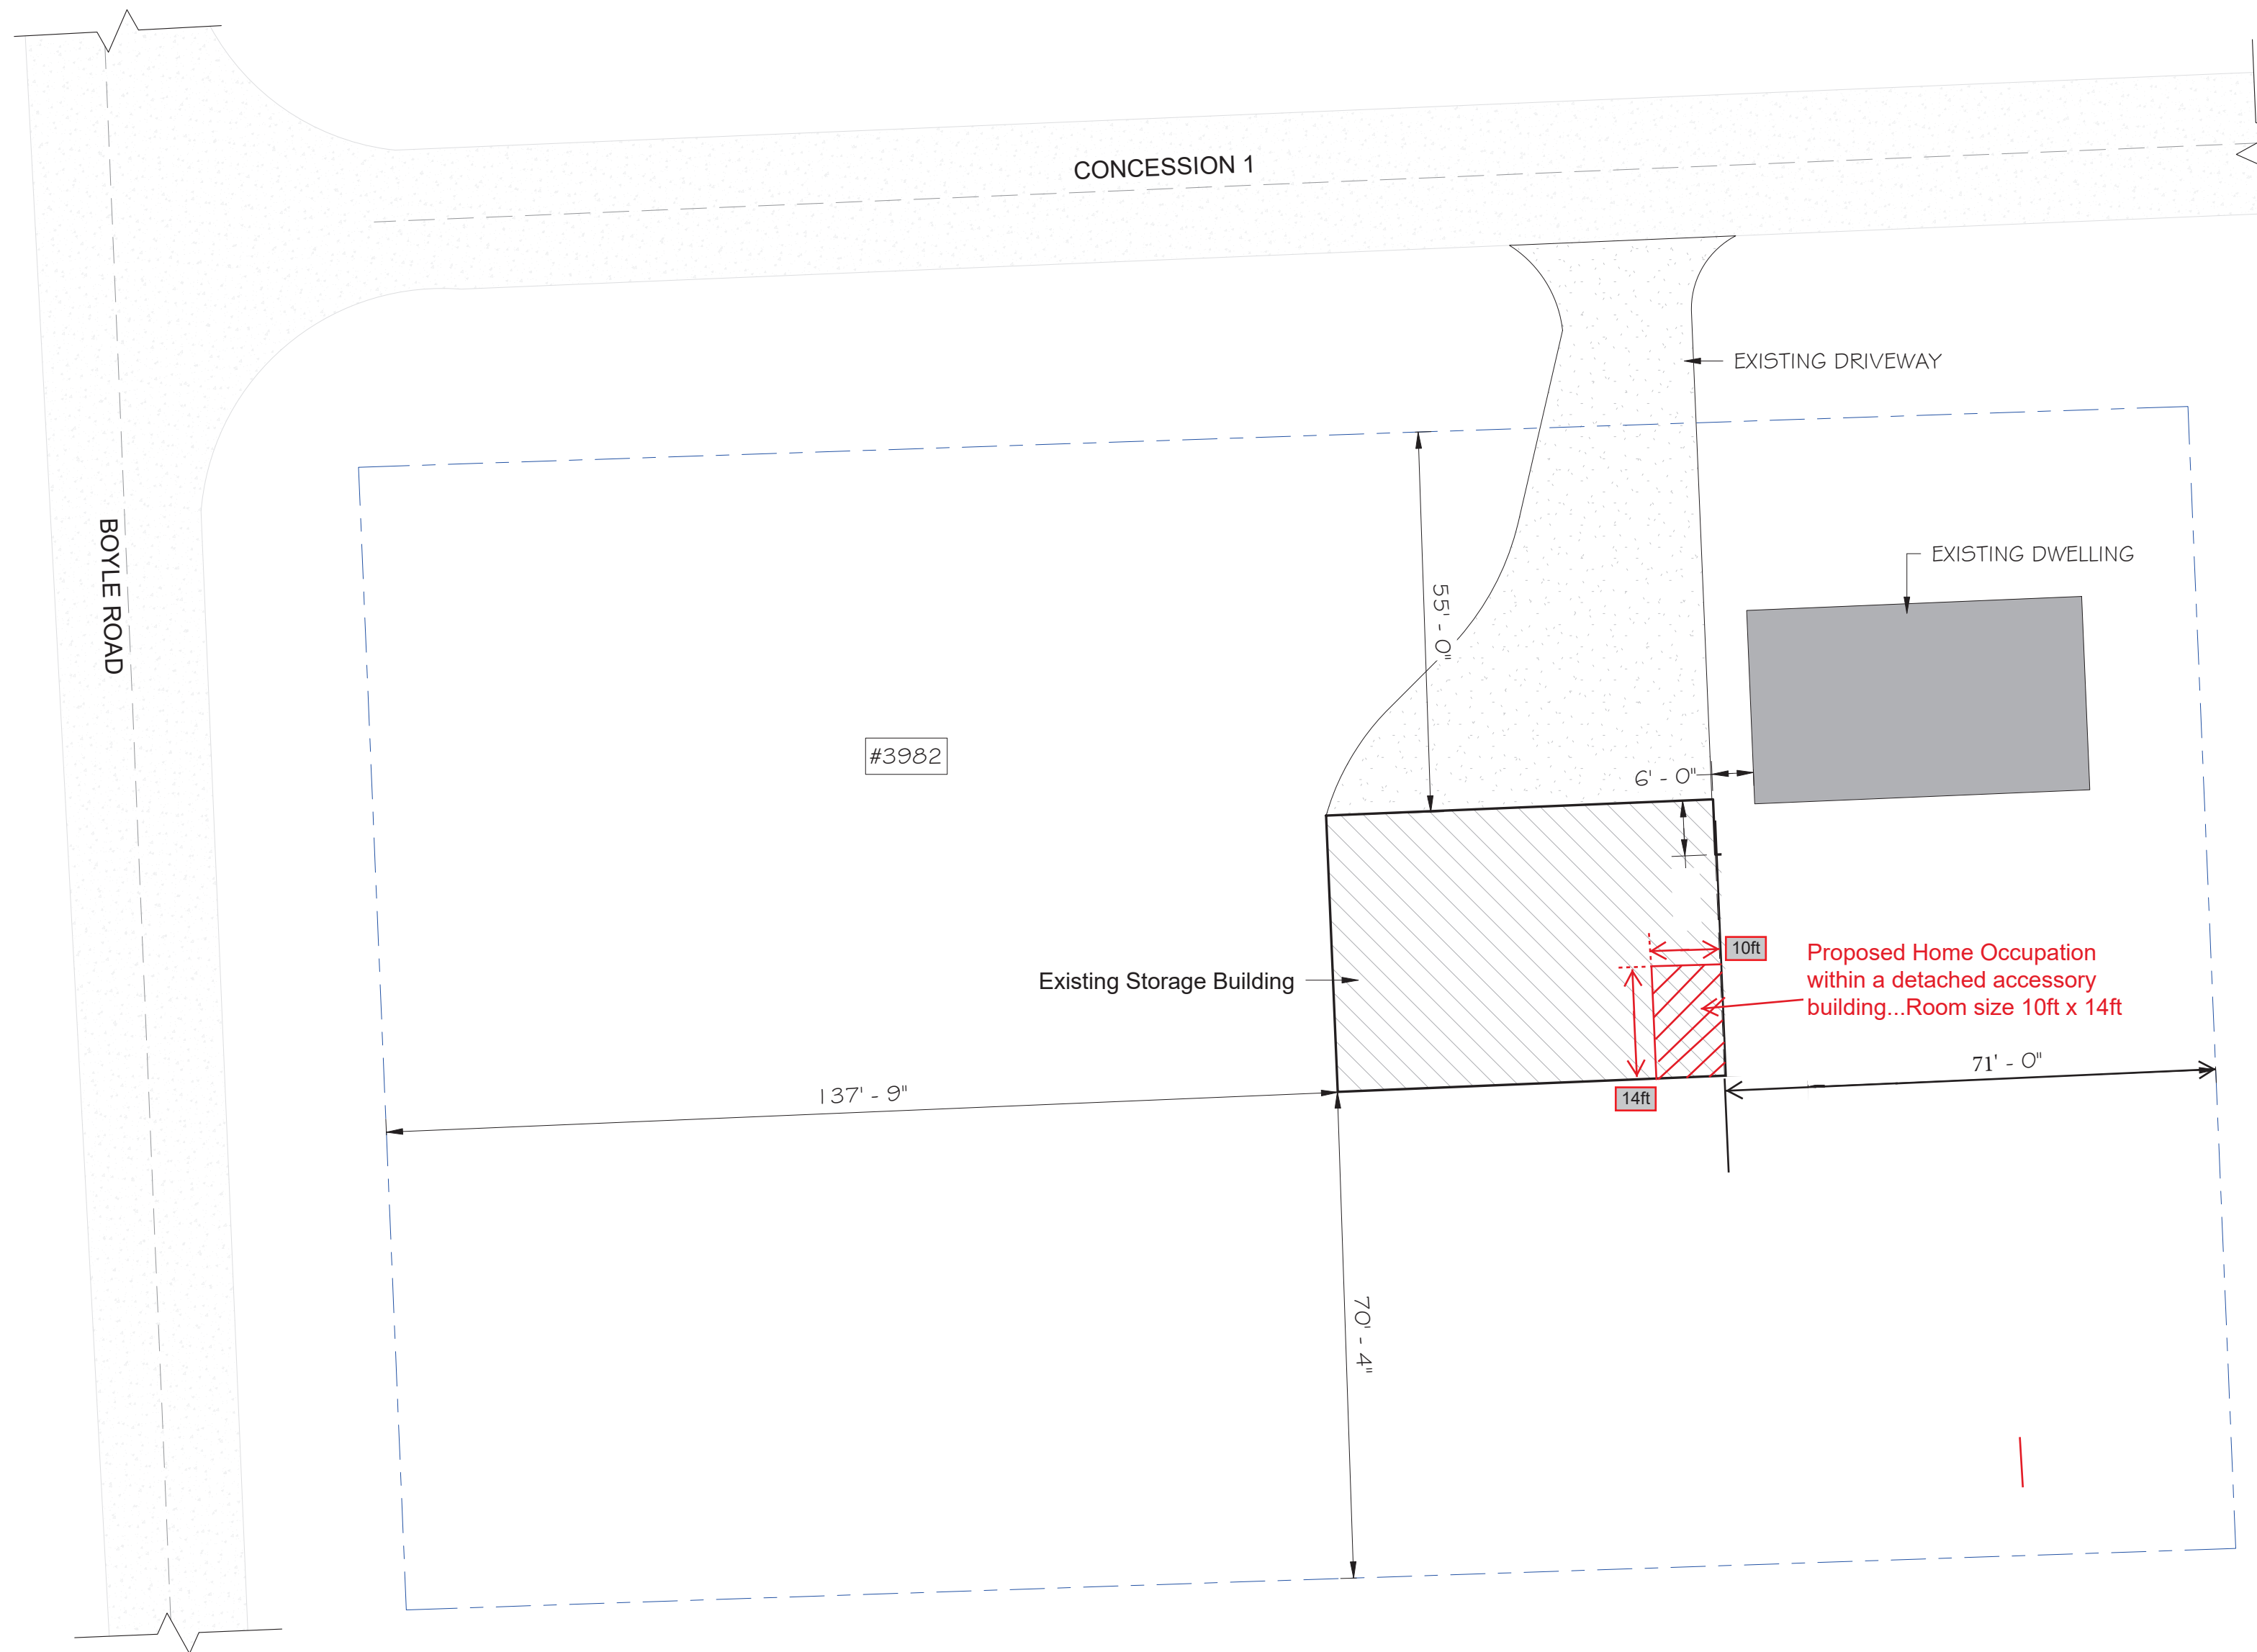 CONCESSION 1
EXISTING DRIVEWAY
BOYLE ROAD
EXISTING DWELLING
55' - 0"
#3982
6' - 0"
10ft
Proposed Home Occupation
within a detached accessory
building...Room size 10ft x 14ft
Existing Storage Building
71' - 0"
137' - 9"
14ft
70' - 4"